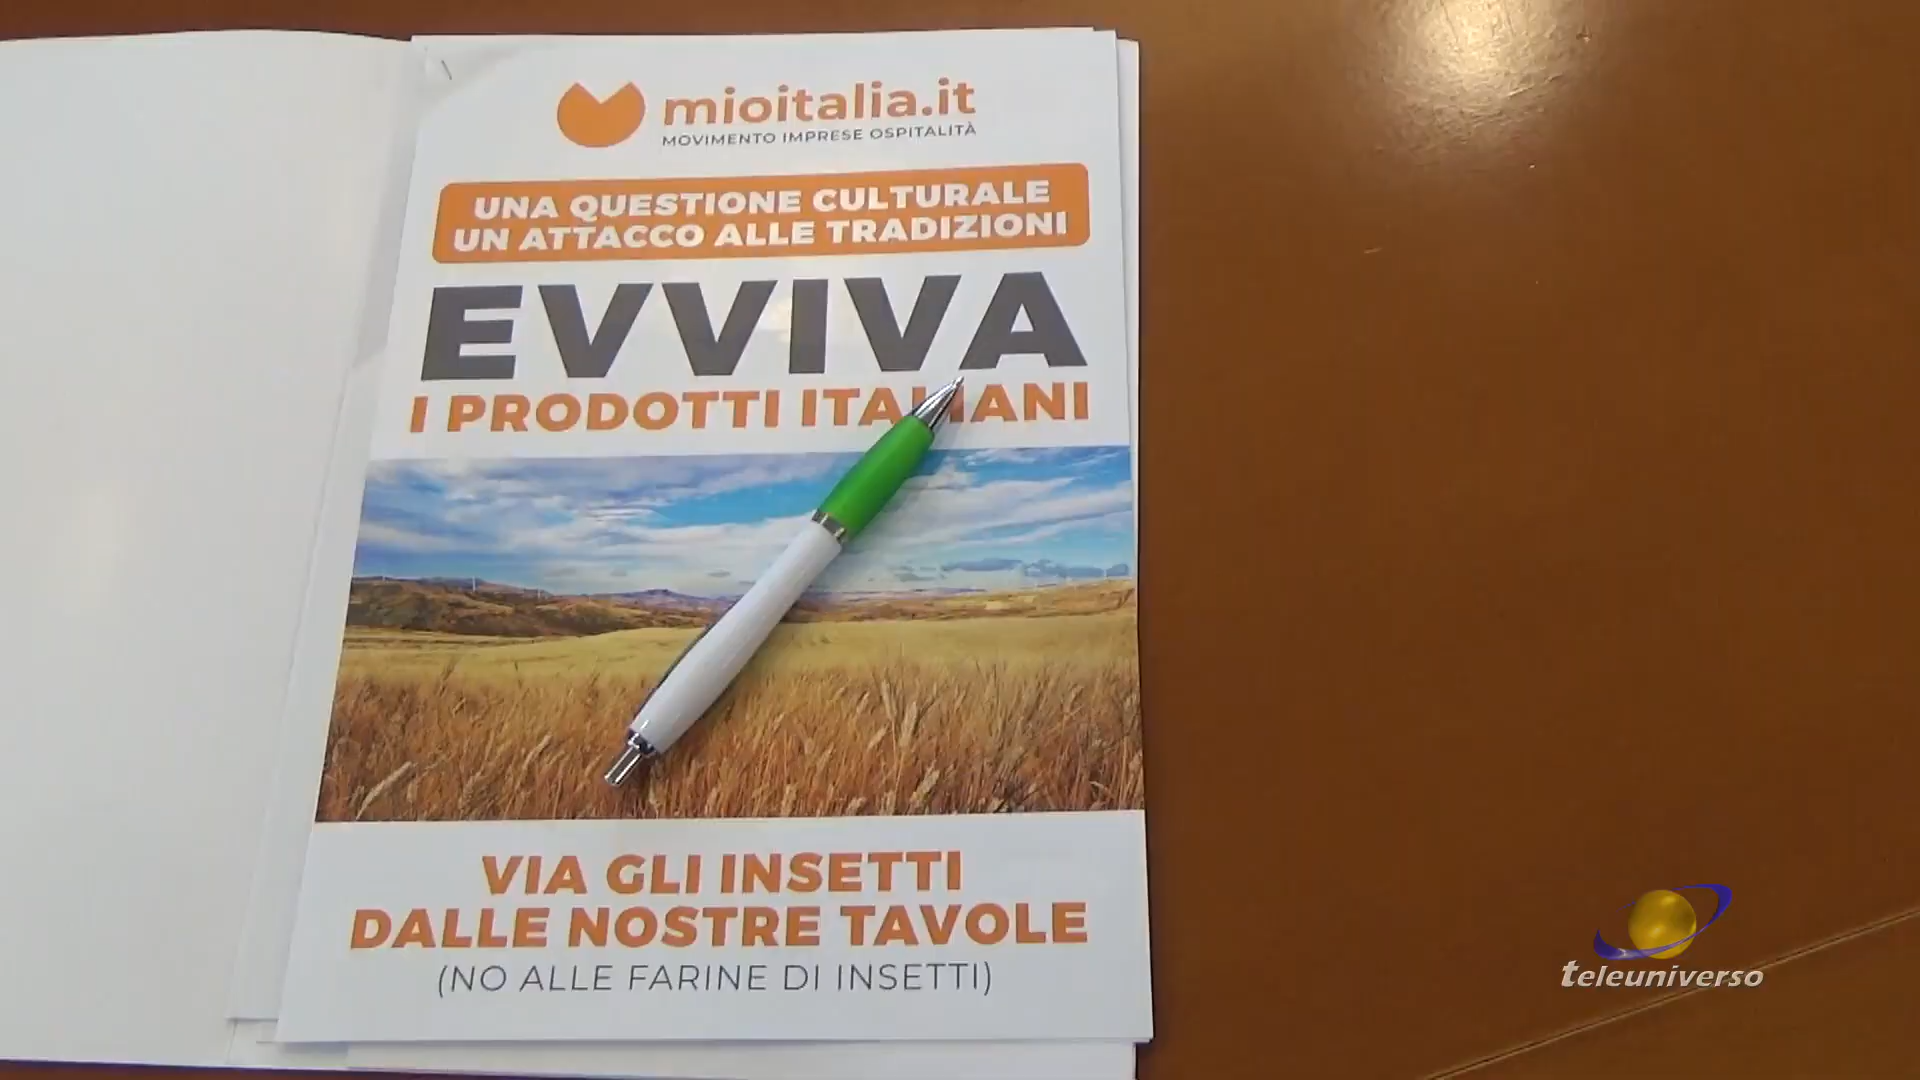 mioitalia.it
MOVIMENTO IMPRESE OSPITALITÀ
UNA QUESTIONE CULTURALE
UN ATTACCO ALLE TRADIZIONI
EVVIVA
I PRODOTTI ITALIANI
VIA GLI INSETTI
DALLE NOSTRE TAVOLE
(NO ALLE FARINE DI INSETTI)
teleuniverso